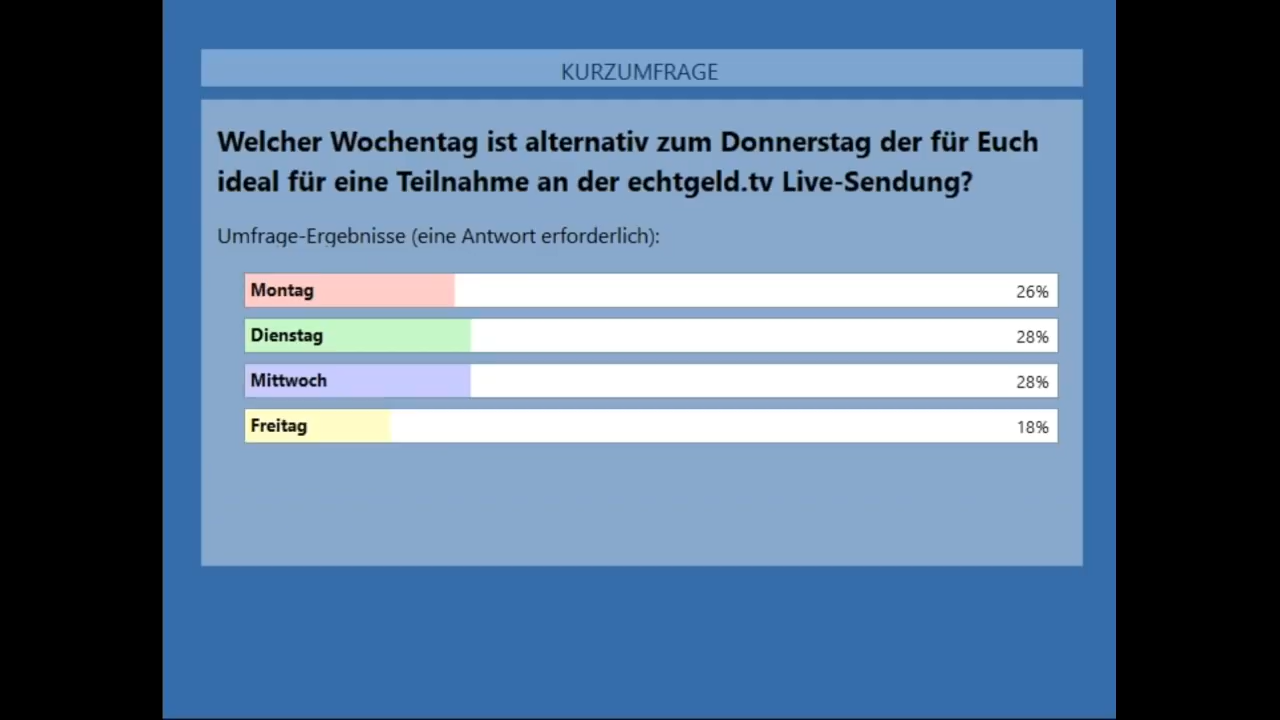 KURZUMFRAGE
Welcher Wochentag ist alternativ zum Donnerstag der für Euch
ideal für eine Teilnahme an der echtgeld.tv Live-Sendung?
Umfrage-Ergebnisse (eine Antwort erforderlich):
Montag 26%
Dienstag 28%
Mittwoch 28%
Freitag 18%